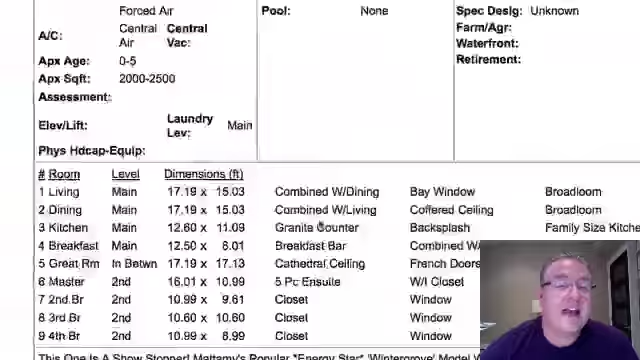 Forced Air Pool: None Spec Desig: Unknown
A/C: Central Air Central Vac: Farm/Agr:
Waterfront:
Apx Age: 0-5 Retirement:
Apx Sqft: 2000-2500
Assessment:
Elev/Lift: Laundry Lev: Main
Phys Hdcap-Equip:
# Room Level Dimensions (ft)
1 Living Main 17.19 x 15.03 Combined W/Dining Bay Window Broadloom
2 Dining Main 17.19 x 15.03 Combined W/Living Coffered Ceiling Broadloom
3 Kitchen Main 12.60 x 11.09 Granite Counter Backsplash Family Size Kitche
4 Breakfast Main 12.50 x 8.01 Breakfast Bar Combined W/
5 Great Rm In Betwn 17.19 x 17.13 Cathedral Ceiling French Doors
6 Master 2nd 16.01 x 10.99 5 Pc Ensuite W/I Closet
7 2nd Br 2nd 10.99 x 9.61 Closet Window
8 3rd Br 2nd 10.60 x 10.60 Closet Window
9 4th Br 2nd 10.99 x 8.99 Closet Window
This One Is A Show Stopper! Mattamy's Popular *Energy Star* 'Wintergrove' Model